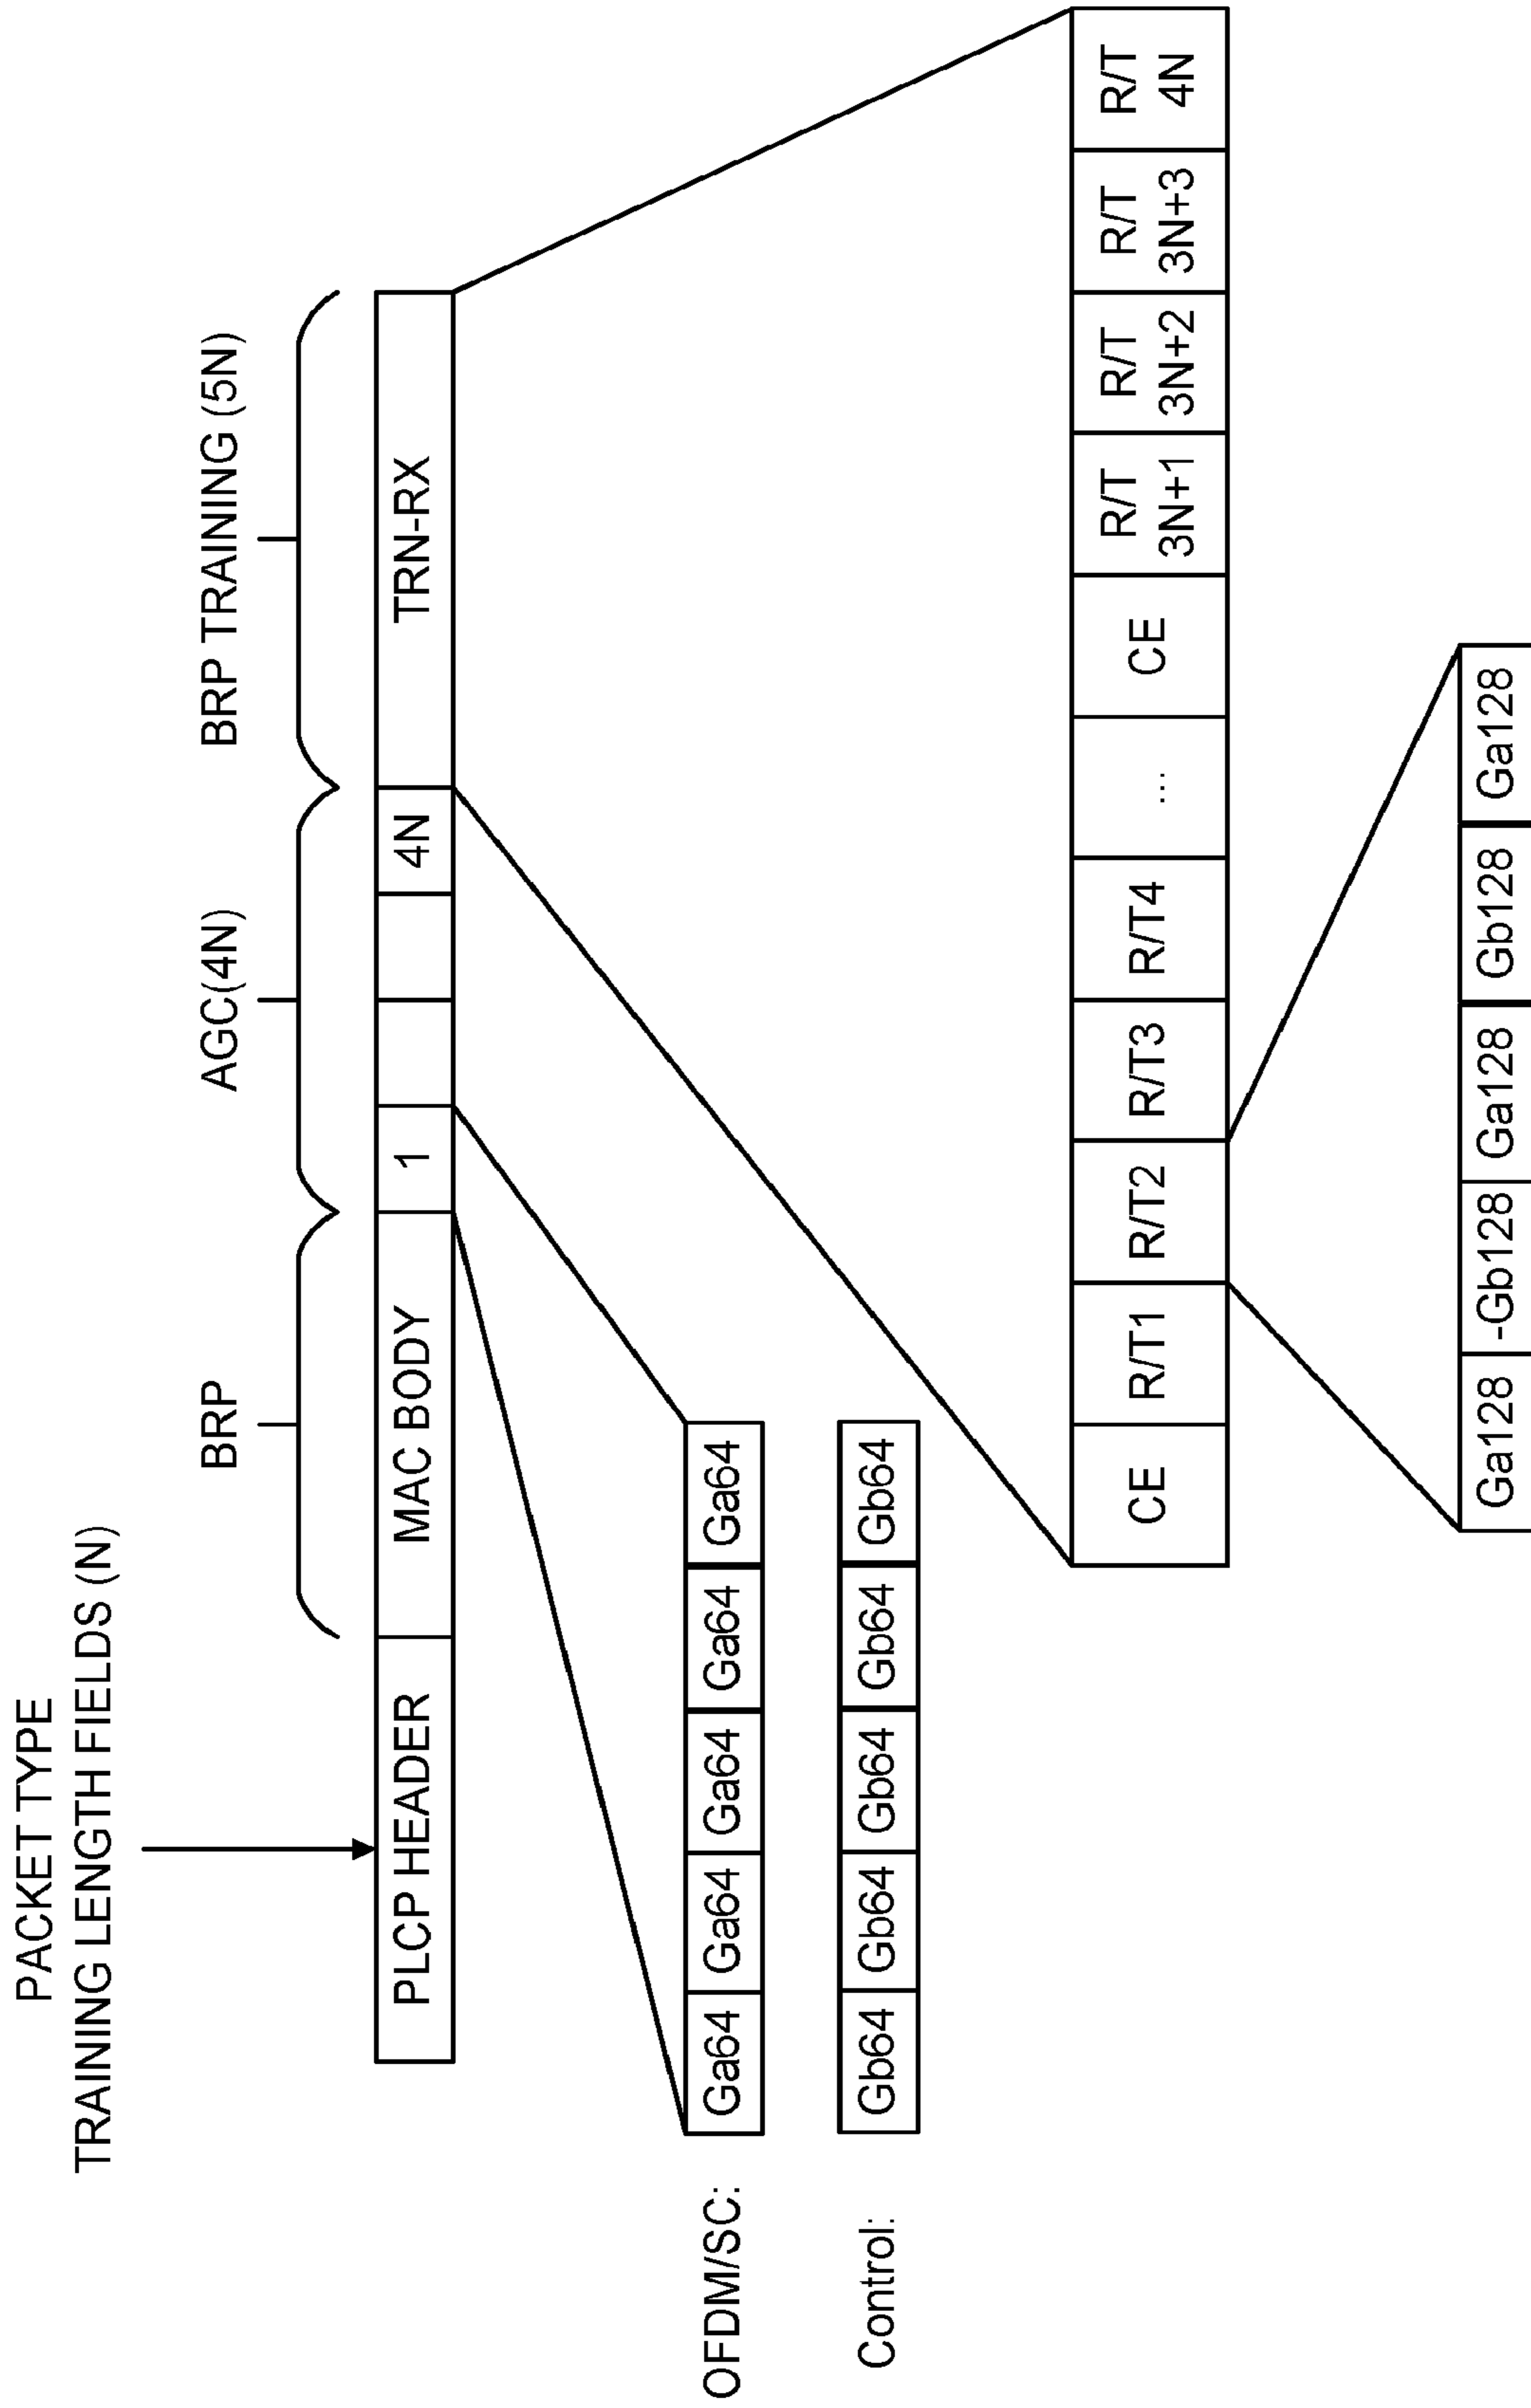 PACKET TYPE
TRAINING LENGTH FIELDS (N)
BRP
AGC(4N)
BRP TRAINING (5N)
PLCP HEADER
MAC BODY
1
4N
TRN-RX
OFDM/SC:
Ga64
Ga64
Ga64
Ga64
Ga64
Control:
Gb64
Gb64
Gb64
Gb64
Gb64
CE
R/T1
R/T2
R/T3
R/T4
...
CE
R/T
3N+1
R/T
3N+2
R/T
3N+3
R/T
4N
Ga128
-Gb128
Ga128
Gb128
Ga128